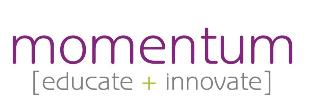 momentum
[educate + innovate]